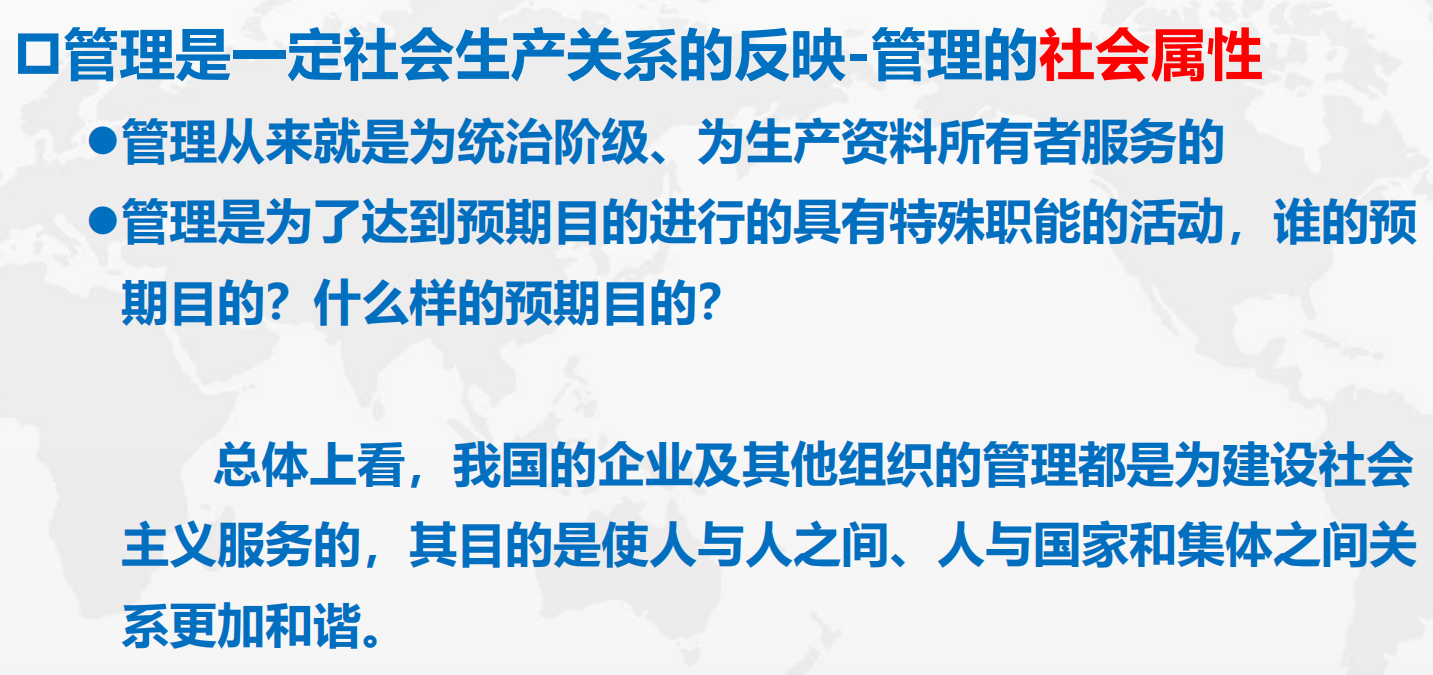 管理是一定社会生产关系的反映-管理的社会属性
●管理从来就是为统治阶级、为生产资料所有者服务的
●管理是为了达到预期目的进行的具有特殊职能的活动，谁的预
期目的？什么样的预期目的？
总体上看，我国的企业及其他组织的管理都是为建设社会
主义服务的，其目的是使人与人之间、人与国家和集体之间关
系更加和谐。